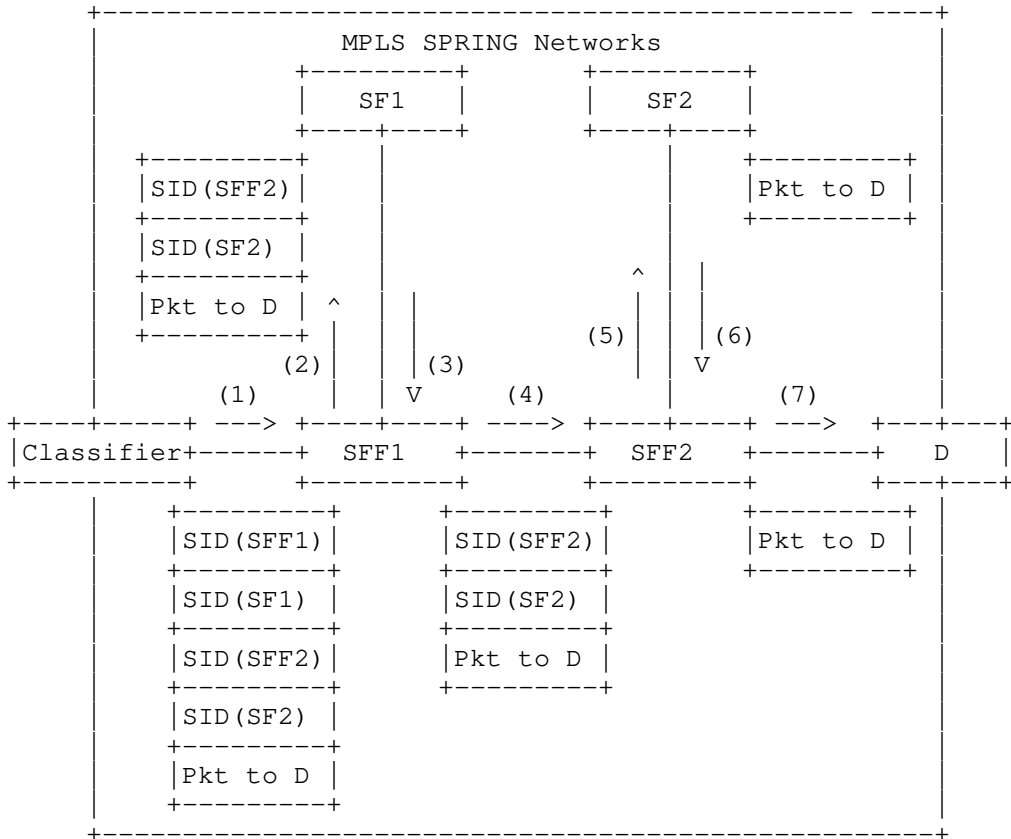 MPLS SPRING Networks
SF1 SF2
SID(SFF2) Pkt to D
SID(SF2)
Pkt to D
(5) (6)
(2) (3)
(1) (4) (7)
Classifier SFF1 SFF2 D
SID(SFF1) SID(SFF2) Pkt to D
SID(SF1) SID(SF2)
SID(SFF2) Pkt to D
SID(SF2)
Pkt to D